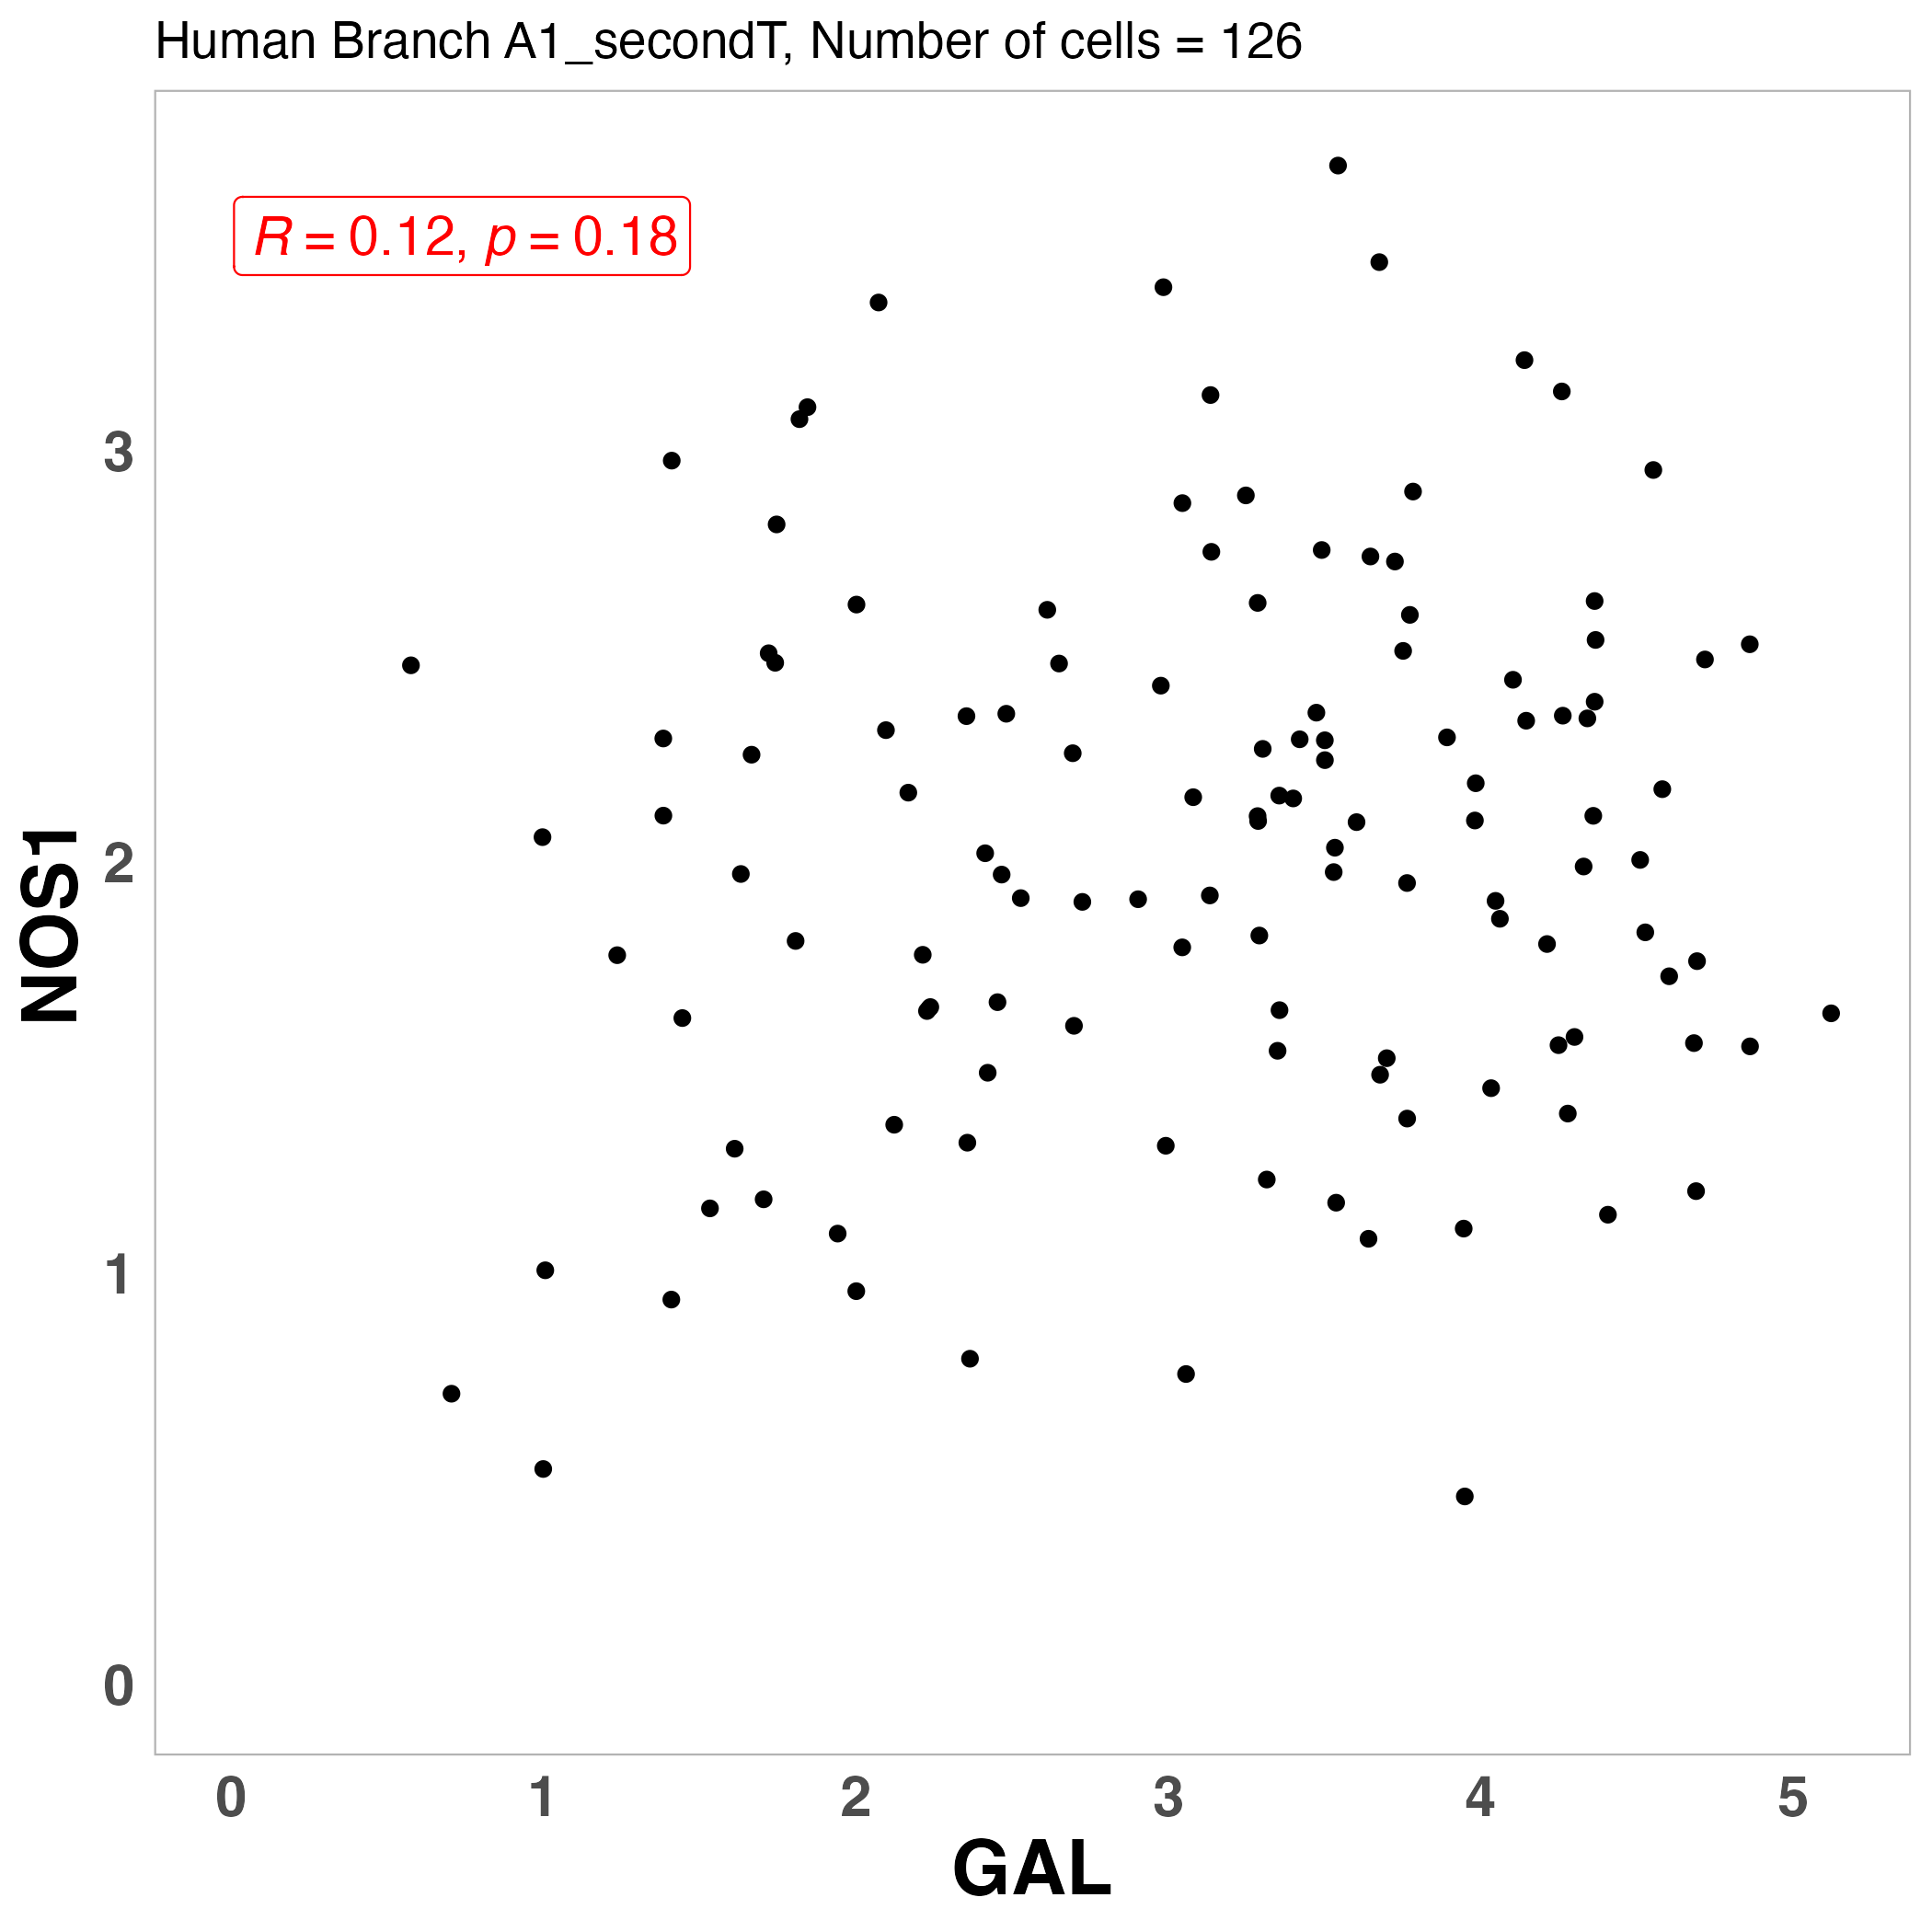 Human Branch A1_secondT, Number of cells = 126
R = 0.12, p = 0.18
3
2
1
0
NOS1
0 1 2 3 4 5
GAL